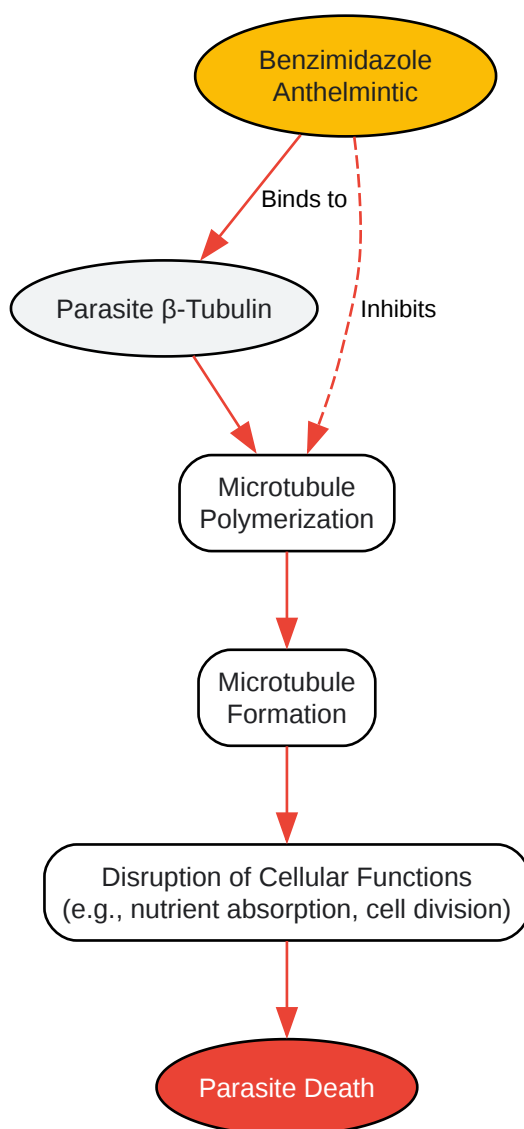 Benzimidazole
Anthelmintic
Binds to
Parasite β-Tubulin
Inhibits
Microtubule
Polymerization
Microtubule
Formation
Disruption of Cellular Functions
(e.g., nutrient absorption, cell division)
Parasite Death